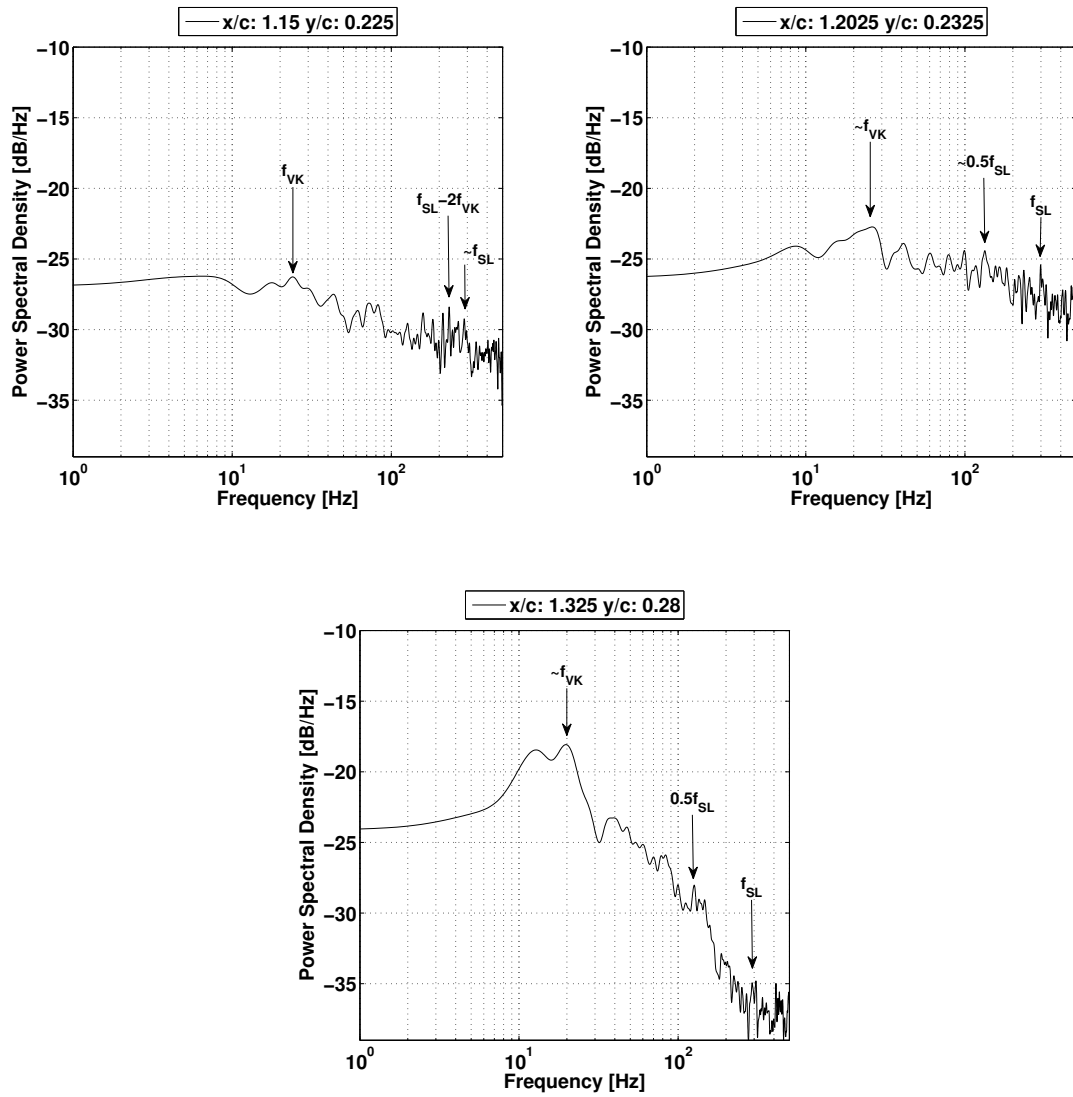 x/c: 1.15 y/c: 0.225
−10
−15
−20
−25
−30
−35
Power Spectral Density [dB/Hz]
f_VK
f_SL−2f_VK
~f_SL
10^0
10^1
10^2
Frequency [Hz]
x/c: 1.2025 y/c: 0.2325
−10
−15
−20
−25
−30
−35
Power Spectral Density [dB/Hz]
~f_VK
~0.5f_SL
f_SL
10^0
10^1
10^2
Frequency [Hz]
x/c: 1.325 y/c: 0.28
−10
−15
−20
−25
−30
−35
Power Spectral Density [dB/Hz]
~f_VK
0.5f_SL
f_SL
10^0
10^1
10^2
Frequency [Hz]